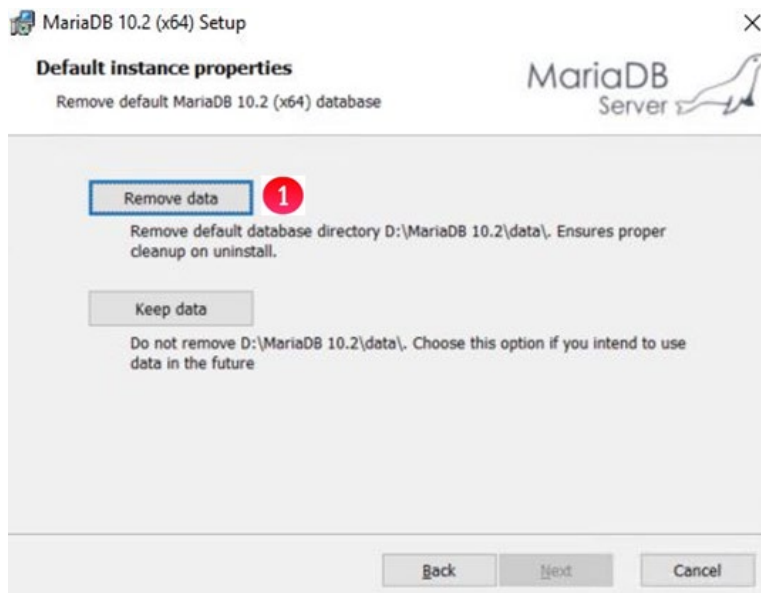 MariaDB 10.2 (x64) Setup
Default instance properties
Remove default MariaDB 10.2 (x64) database
MariaDB
Server
Remove data
1
Remove default database directory D:\MariaDB 10.2\data\. Ensures proper
cleanup on uninstall.
Keep data
Do not remove D:\MariaDB 10.2\data\. Choose this option if you intend to use
data in the future
Back
Next
Cancel